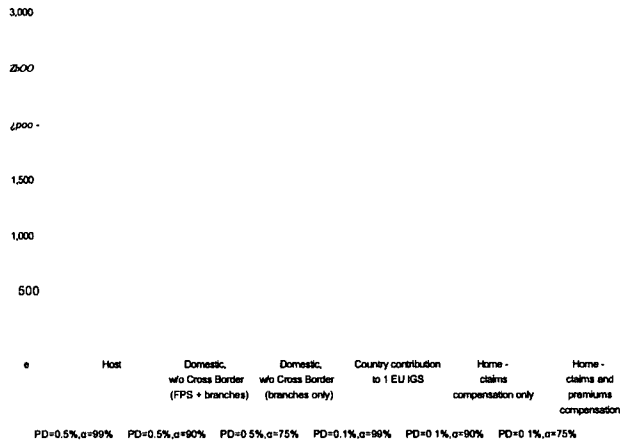 3,000
ZbOO
¿poo -
1,500
1,000
500
e
Host
Domestic,
w/o Cross Border
(FPS + branches)
Domestic,
w/o Cross Border
(branches only)
Country contribution
to 1 EU IGS
Home -
claims
compensation only
Home -
claims and
premiums
compensation
PD=0.5%,α=99% PD=0.5%,α=90% PD=0 5%,α=75% PD=0.1%,α=99% PD=0 1%,α=90% PD=0 1%,α=75%